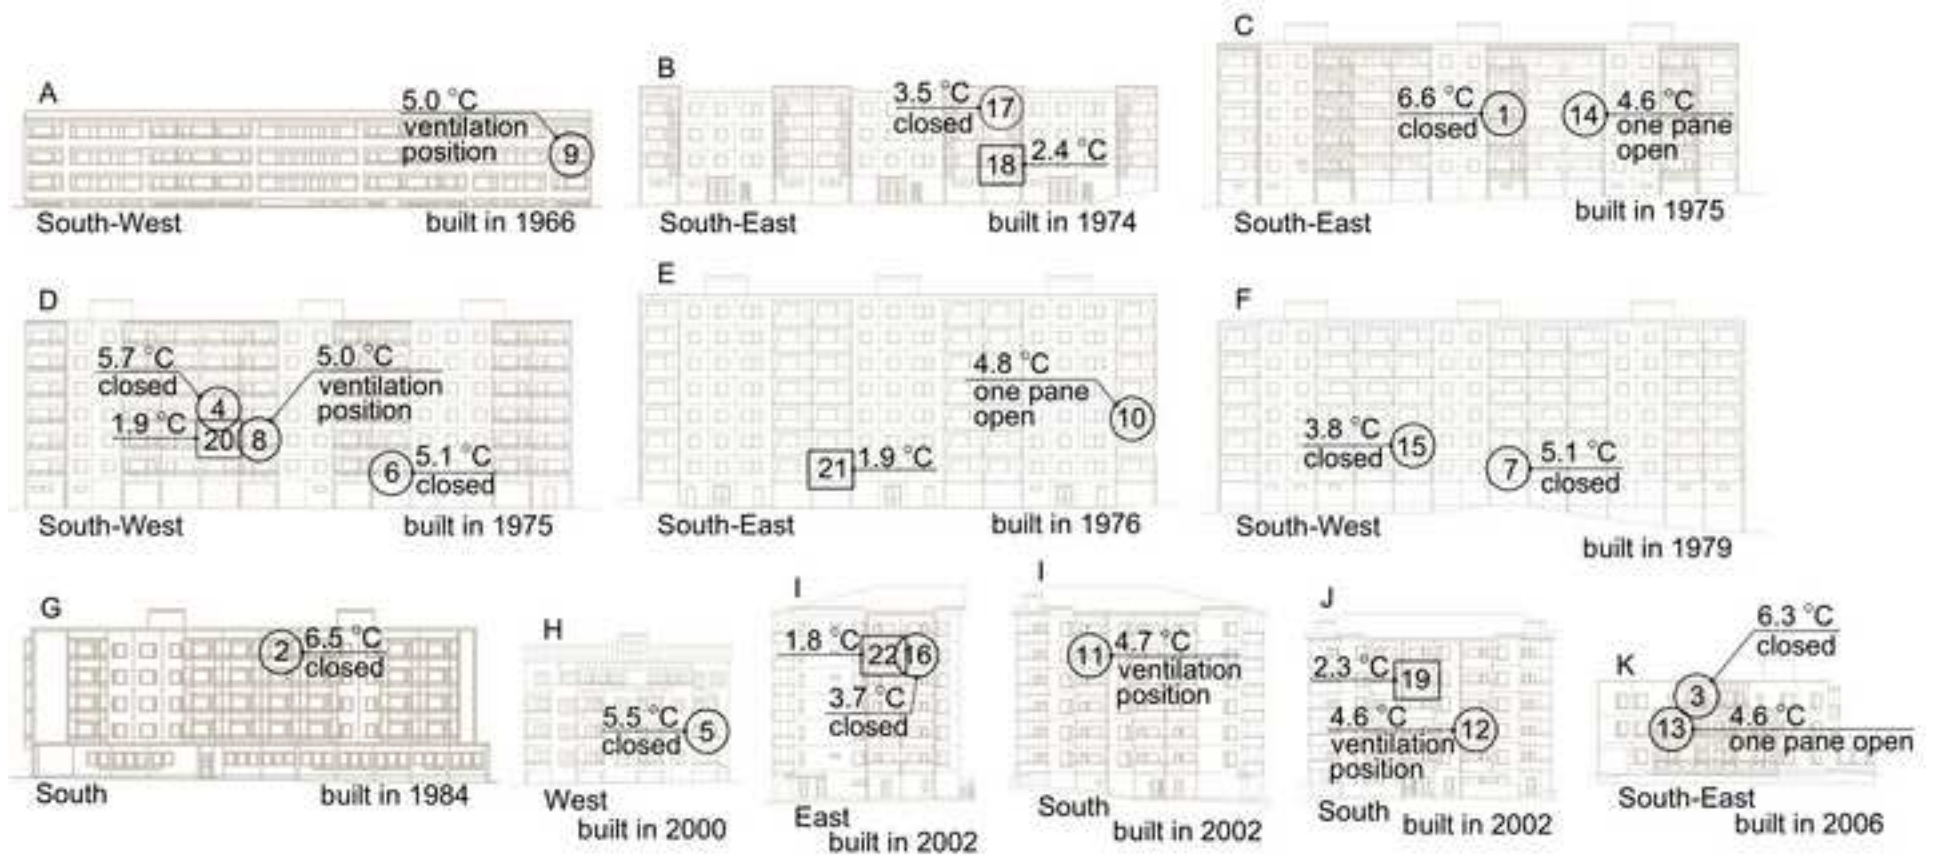 A
5.0 °C
ventilation
position
9
South-West
built in 1966
B
3.5 °C
closed
17
18
2.4 °C
South-East
built in 1974
C
6.6 °C
closed
1
14
4.6 °C
one pane
open
South-East
built in 1975
D
5.7 °C
closed
4
1.9 °C
20
8
5.0 °C
ventilation
position
6
5.1 °C
closed
South-West
built in 1975
E
4.8 °C
one pane
open
10
21
1.9 °C
South-East
built in 1976
F
3.8 °C
closed
15
7
5.1 °C
closed
South-West
built in 1979
G
2
6.5 °C
closed
South
built in 1984
H
5.5 °C
closed
5
West
built in 2000
I
1.8 °C
22
16
3.7 °C
closed
East
built in 2002
I
11
4.7 °C
ventilation
position
South
built in 2002
J
2.3 °C
19
4.6 °C
ventilation
position
12
South
built in 2002
K
6.3 °C
closed
3
13
4.6 °C
one pane open
South-East
built in 2006